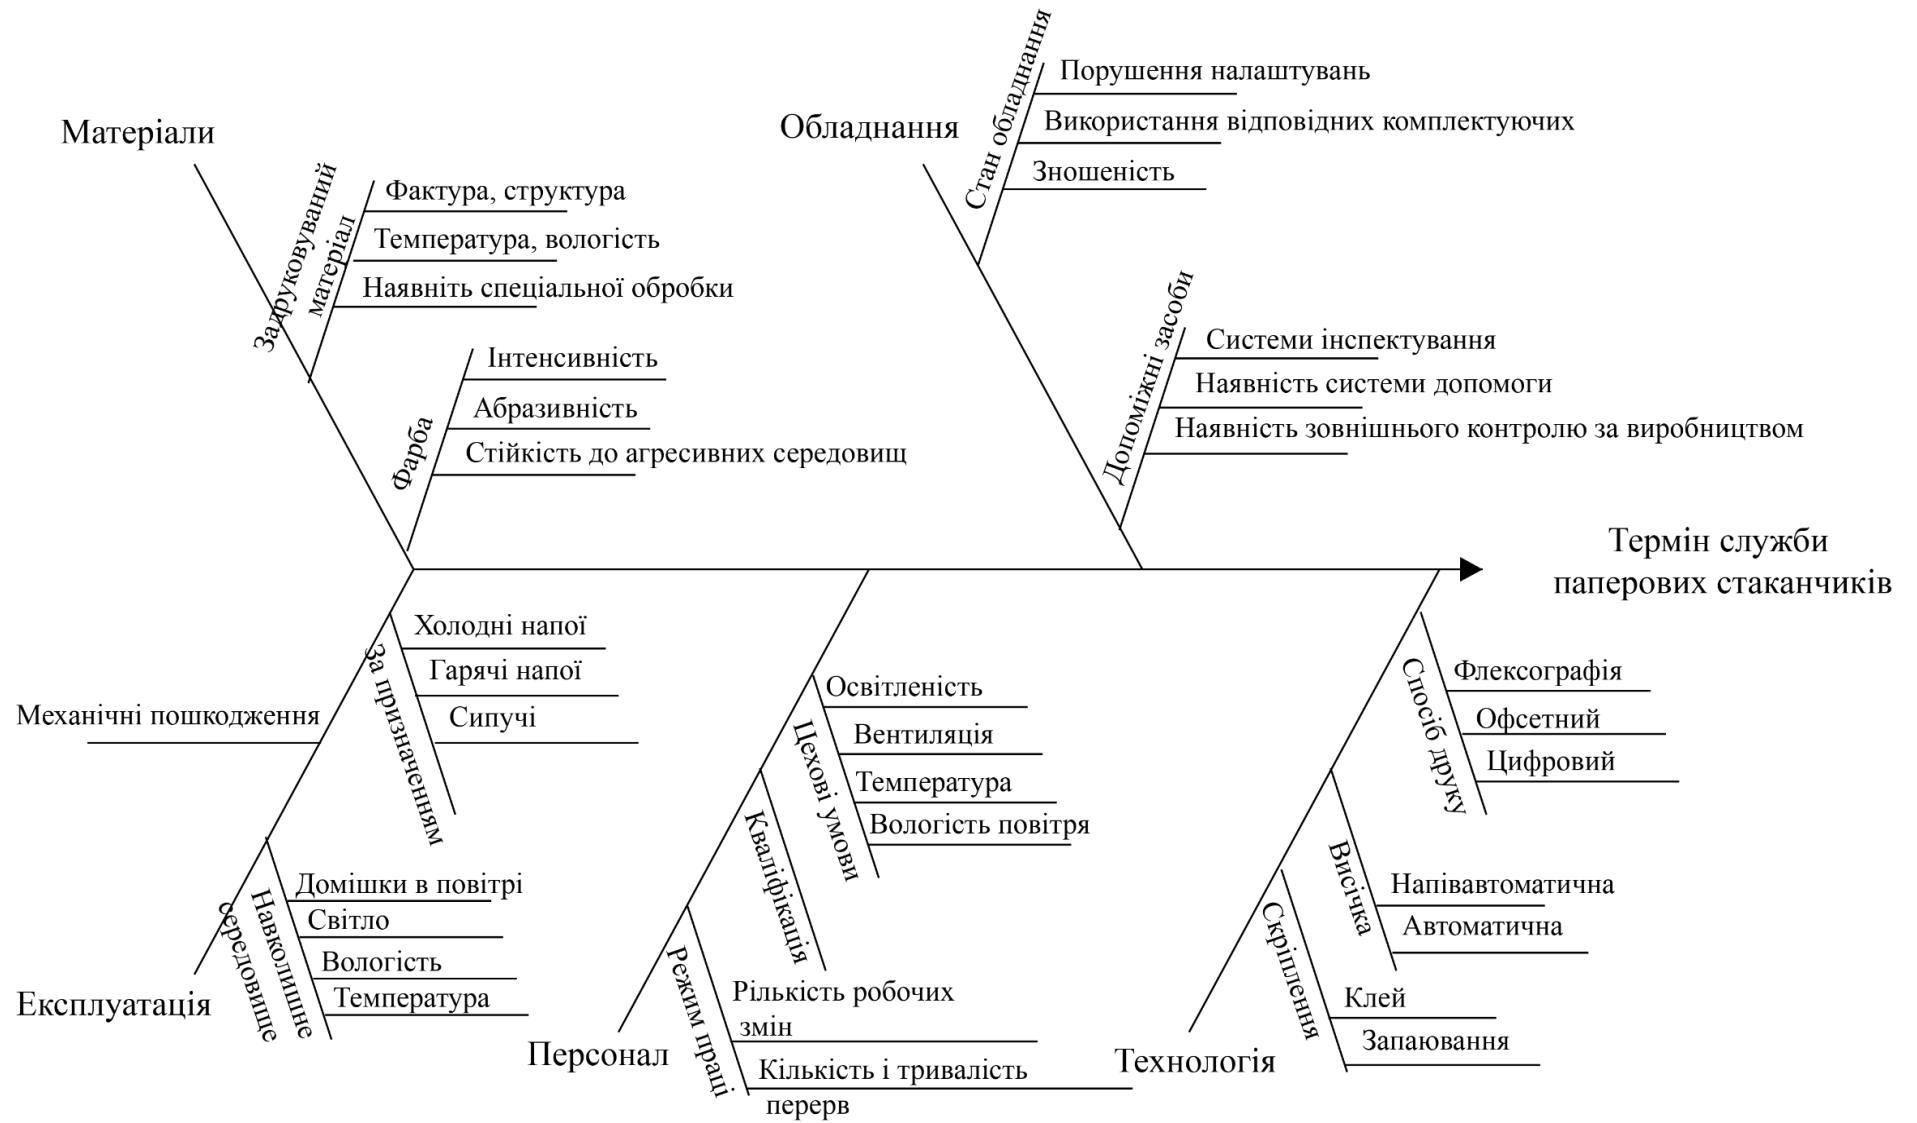 Матеріали
Задруковуваний
матеріал
Фактура, структура
Температура, вологість
Наявніть спеціальної обробки
Фарба
Інтенсивність
Абразивність
Стійкість до агресивних середовищ
Обладнання
Стан обладнання
Порушення налаштувань
Використання відповідних комплектуючих
Зношеність
Допоміжні засоби
Системи інспектування
Наявність системи допомоги
Наявність зовнішнього контролю за виробництвом
Термін служби
паперових стаканчиків
Експлуатація
За призначенням
Холодні напої
Гарячі напої
Сипучі
Механічні пошкодження
Навколишне
середовище
Домішки в повітрі
Світло
Вологість
Температура
Персонал
Цехові умови
Освітленість
Вентиляція
Температура
Вологість повітря
Кваліфікація
Режим праці
Рількість робочих
змін
Кількість і тривалість
перерв
Технологія
Спосіб друку
Флексографія
Офсетний
Цифровий
Висічка
Напівавтоматична
Автоматична
Скріплення
Клей
Запаювання